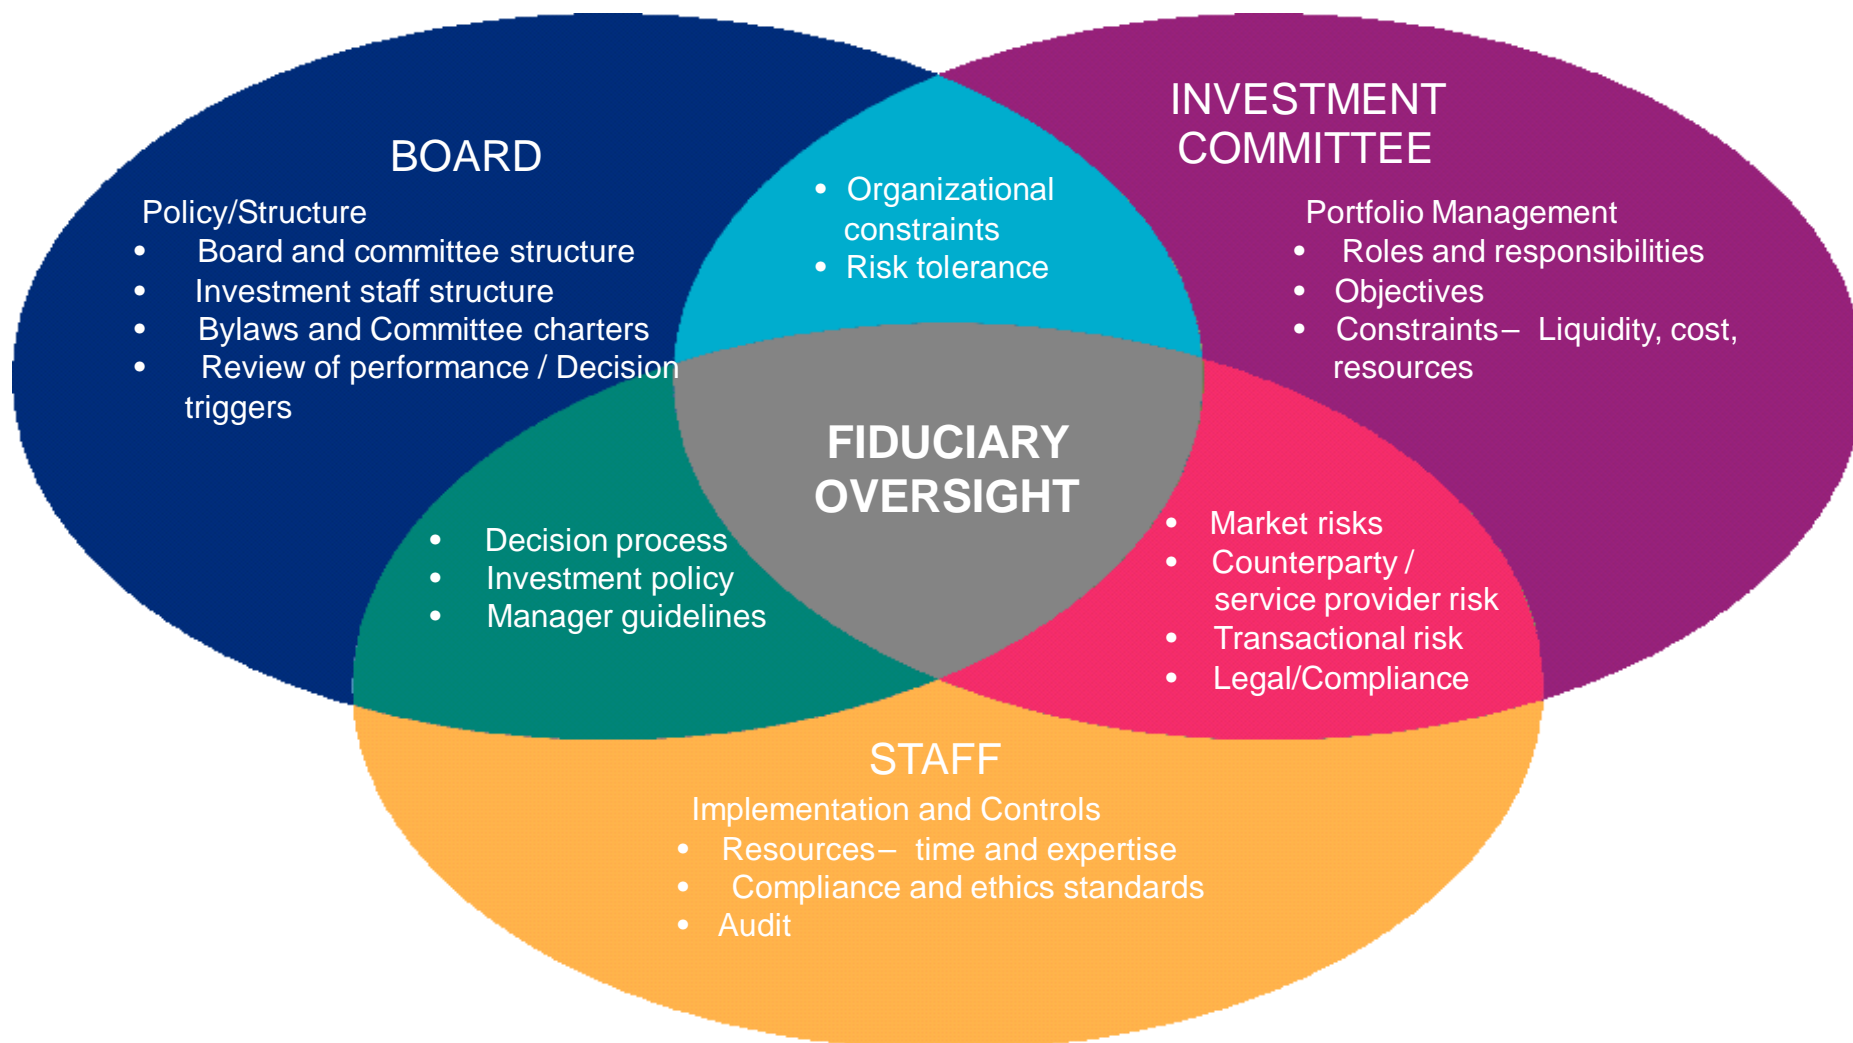 BOARD
Policy/Structure
• Board and committee structure
• Investment staff structure
• Bylaws and Committee charters
• Review of performance / Decision
triggers
• Organizational
constraints
• Risk tolerance
INVESTMENT
COMMITTEE
Portfolio Management
• Roles and responsibilities
• Objectives
• Constraints– Liquidity, cost,
resources
FIDUCIARY
OVERSIGHT
• Decision process
• Investment policy
• Manager guidelines
• Market risks
• Counterparty /
service provider risk
• Transactional risk
• Legal/Compliance
STAFF
Implementation and Controls
• Resources– time and expertise
• Compliance and ethics standards
• Audit